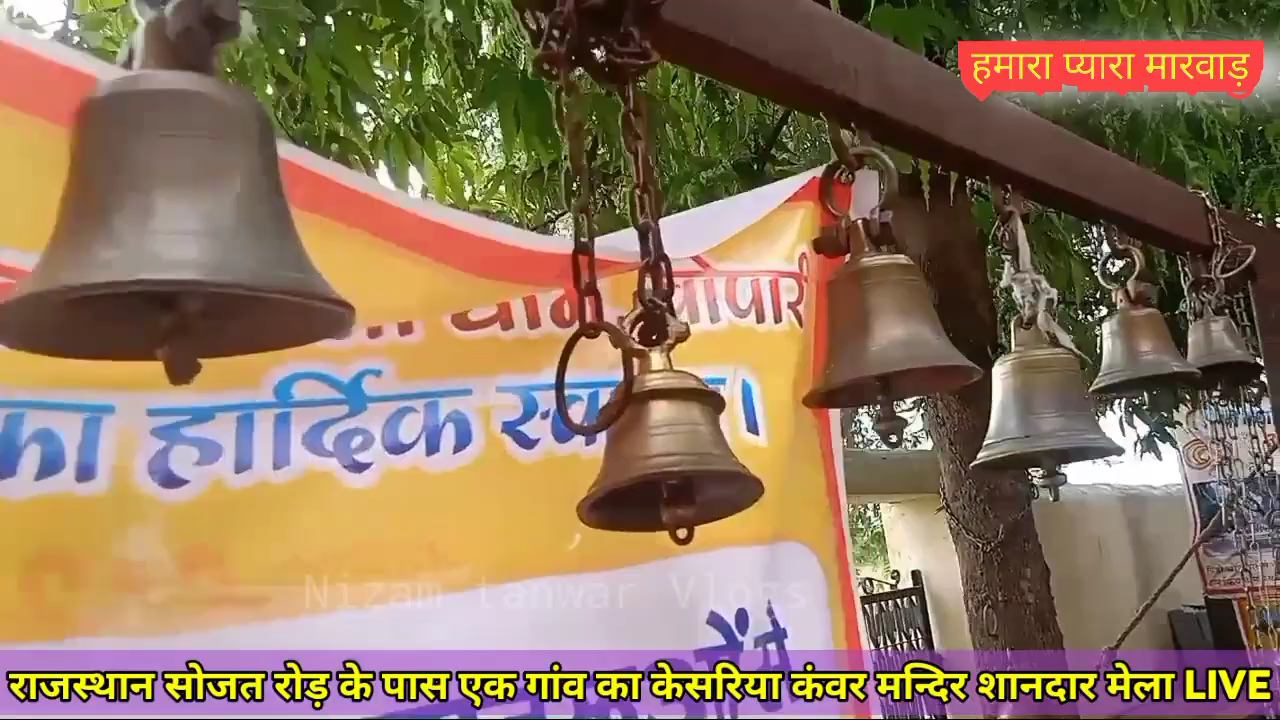 हमारा प्यारा मारवाड़
का हार्दिक
Nizam tanwar Vlogs
राजस्थान सोजत रोड़ के पास एक गांव का केसरिया कंवर मन्दिर शानदार मेला LIVE